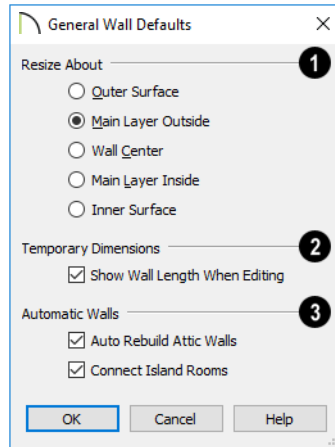 General Wall Defaults
Resize About 1
Outer Surface
Main Layer Outside
Wall Center
Main Layer Inside
Inner Surface
Temporary Dimensions 2
Show Wall Length When Editing
Automatic Walls 3
Auto Rebuild Attic Walls
Connect Island Rooms
OK Cancel Help